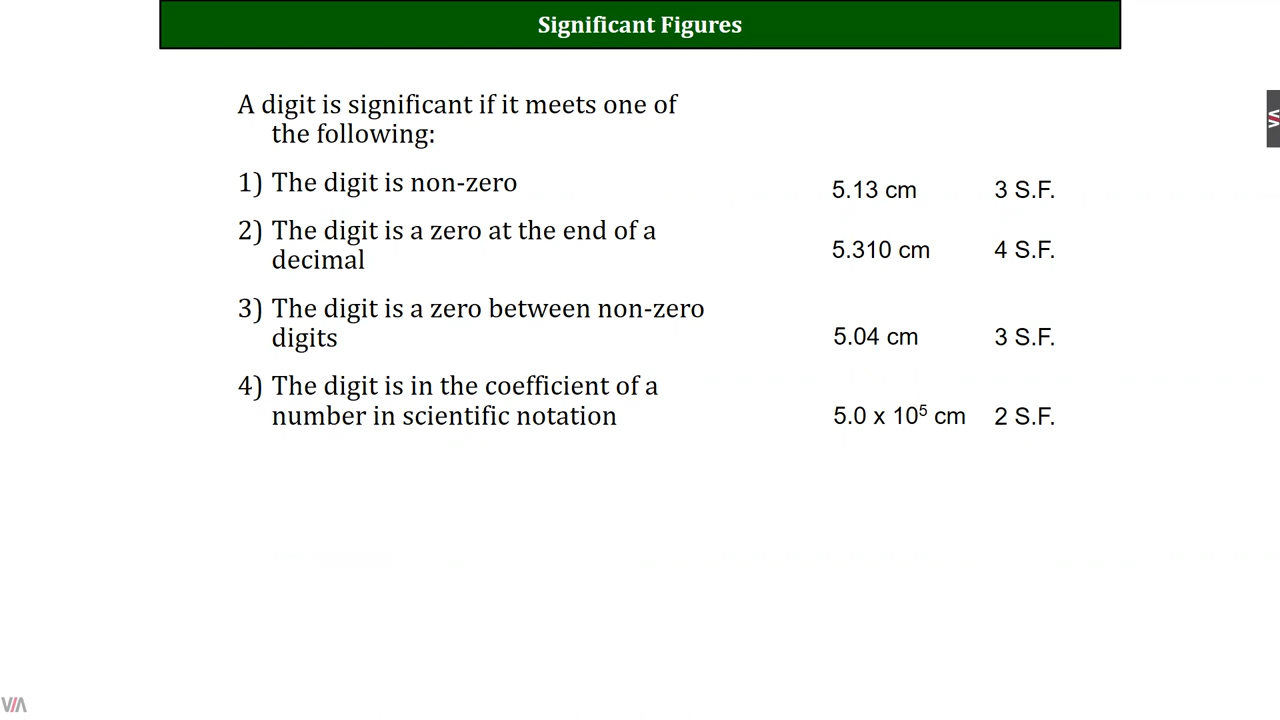 Significant Figures
A digit is significant if it meets one of
the following:
1) The digit is non-zero
5.13 cm 3 S.F.
2) The digit is a zero at the end of a
decimal
5.310 cm 4 S.F.
3) The digit is a zero between non-zero
digits
5.04 cm 3 S.F.
4) The digit is in the coefficient of a
number in scientific notation
5.0 x 10⁵ cm 2 S.F.
VIA
VIA